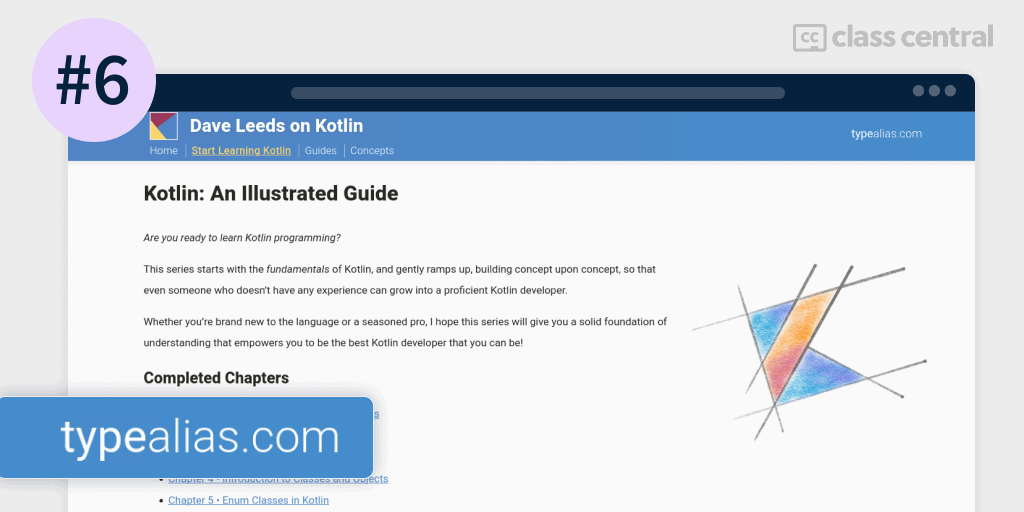 #6
cc class central
Dave Leeds on Kotlin
Home
Start Learning Kotlin
Guides
Concepts
typealias.com
Kotlin: An Illustrated Guide
Are you ready to learn Kotlin programming?
This series starts with the fundamentals of Kotlin, and gently ramps up, building concept upon concept, so that
even someone who doesn't have any experience can grow into a proficient Kotlin developer.
Whether you're brand new to the language or a seasoned pro, I hope this series will give you a solid foundation of
understanding that empowers you to be the best Kotlin developer that you can be!
Completed Chapters
typealias.com
Chapter 4 • Introduction to Classes and Objects
Chapter 5 • Enum Classes in Kotlin